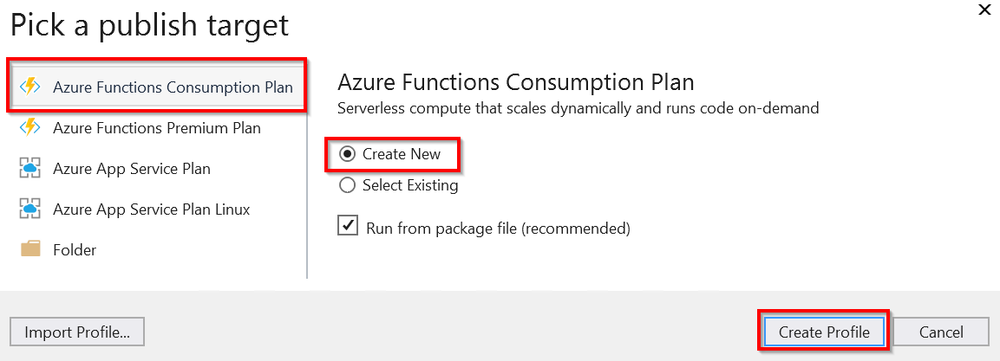 Pick a publish target
Azure Functions Consumption Plan
Azure Functions Premium Plan
Azure App Service Plan
Azure App Service Plan Linux
Folder
Azure Functions Consumption Plan
Serverless compute that scales dynamically and runs code on-demand
Create New
Select Existing
Run from package file (recommended)
Import Profile...
Create Profile
Cancel